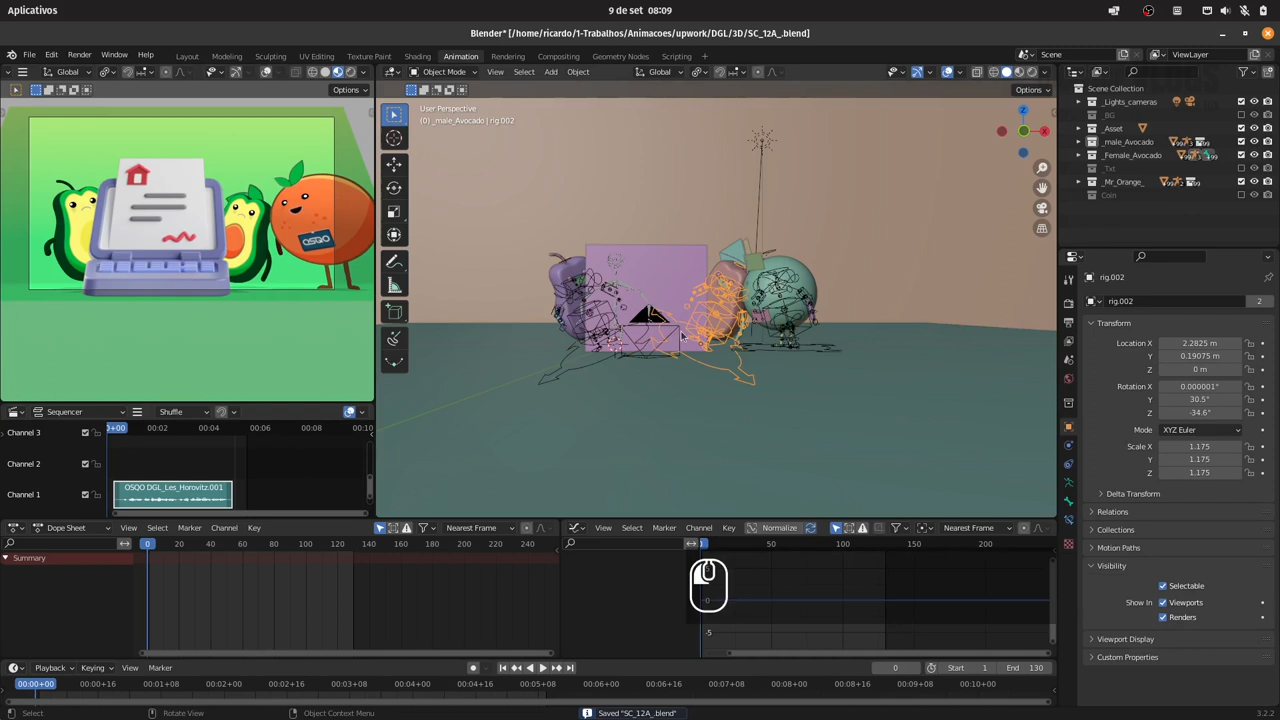 Aplicativos
9 de set 08:09
Blender* [/home/ricardo/1-Trabalhos/Animacoes/upwork/DGL/3D/SC_12A_.blend]
File Edit Render Window Help Layout Modeling Sculpting UV Editing Texture Paint Shading Animation Rendering Compositing Geometry Nodes Scripting + Scene ViewLayer
Global Object Mode View Select Add Object Global
Options Options
User Perspective
(0) _male_Avocado | rig.002
Scene Collection
_Lights_cameras
_BG
_Asset
_male_Avocado
_Female_Avocado
_Txt
_Mr_Orange_
Coin
OSQO
X
Z
rig.002
rig.002 2
Transform
Location X 2.2825 m
Y 0.19075 m
Z 0 m
Rotation X 0.000001°
Y 30.5°
Z -34.6°
Mode XYZ Euler
Scale X 1.175
Y 1.175
Z 1.175
Delta Transform
Relations
Collections
Motion Paths
Visibility
Selectable
Show In Viewports
Renders
Viewport Display
Custom Properties
Sequencer Shuffle
0+00 00:02 00:04 00:06 00:08 00:10
Channel 3
Channel 2
Channel 1
OSQO DGL_Les_Horovitz.001
Dope Sheet View Select Marker Channel Key Nearest Frame
0 20 40 60 80 100 120 140 160 180 200 220 240
Summary
View Select Marker Channel Key Normalize Nearest Frame
50 100 150 200
0
-5
Playback Keying View Marker 0 Start 1 End 130
00:00+00 00:00+16 00:01+08 00:02+00 00:02+16 00:03+08 00:04+00 00:04+16 00:05+08 00:06+00 00:06+16 00:07+08 00:08+00 00:08+16 00:09+08 00:10+00
Select Rotate View Object Context Menu Saved "SC_12A_.blend" 3.2.2